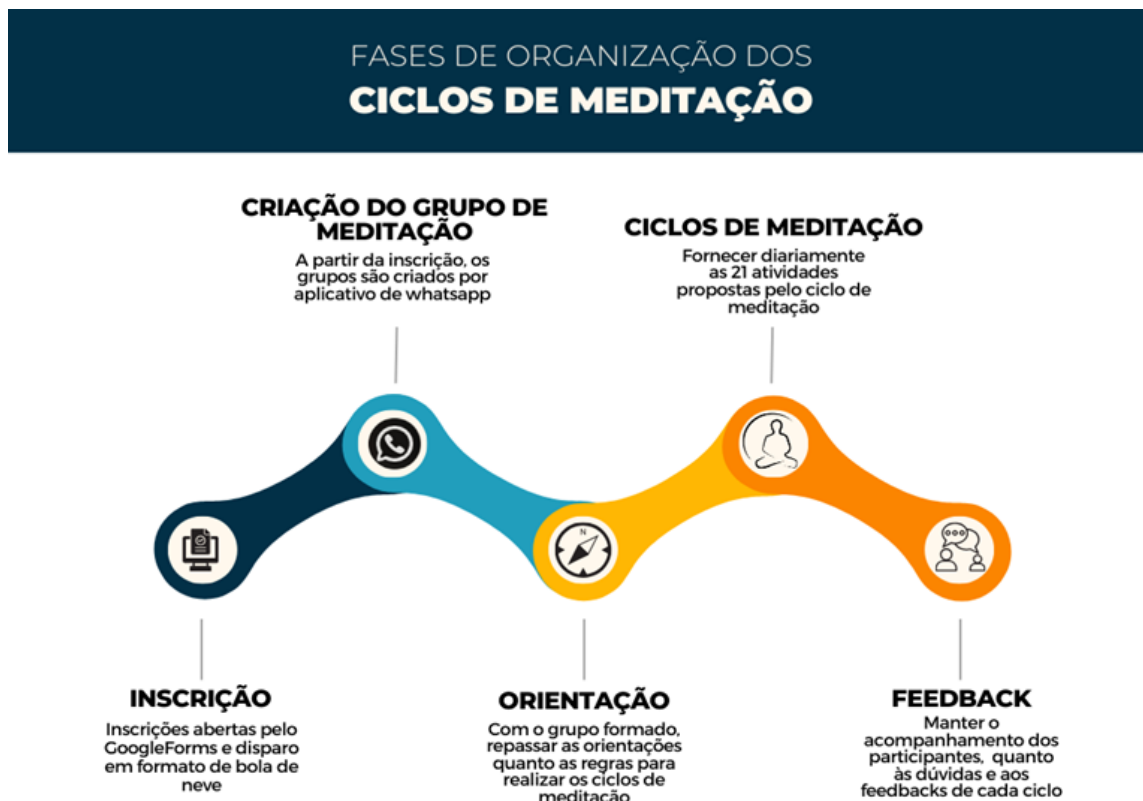 FASES DE ORGANIZAÇÃO DOS
CICLOS DE MEDITAÇÃO
CRIAÇÃO DO GRUPO DE
MEDITAÇÃO
A partir da inscrição, os
grupos são criados por
aplicativo de whatsapp
CICLOS DE MEDITAÇÃO
Fornecer diariamente
as 21 atividades
propostas pelo ciclo de
meditação
N
INSCRIÇÃO
Inscrições abertas pelo
GoogleForms e disparo
em formato de bola de
neve
ORIENTAÇÃO
Com o grupo formado,
repassar as orientações
quanto as regras para
realizar os ciclos de
meditação
FEEDBACK
Manter o
acompanhamento dos
participantes, quanto
às dúvidas e aos
feedbacks de cada ciclo